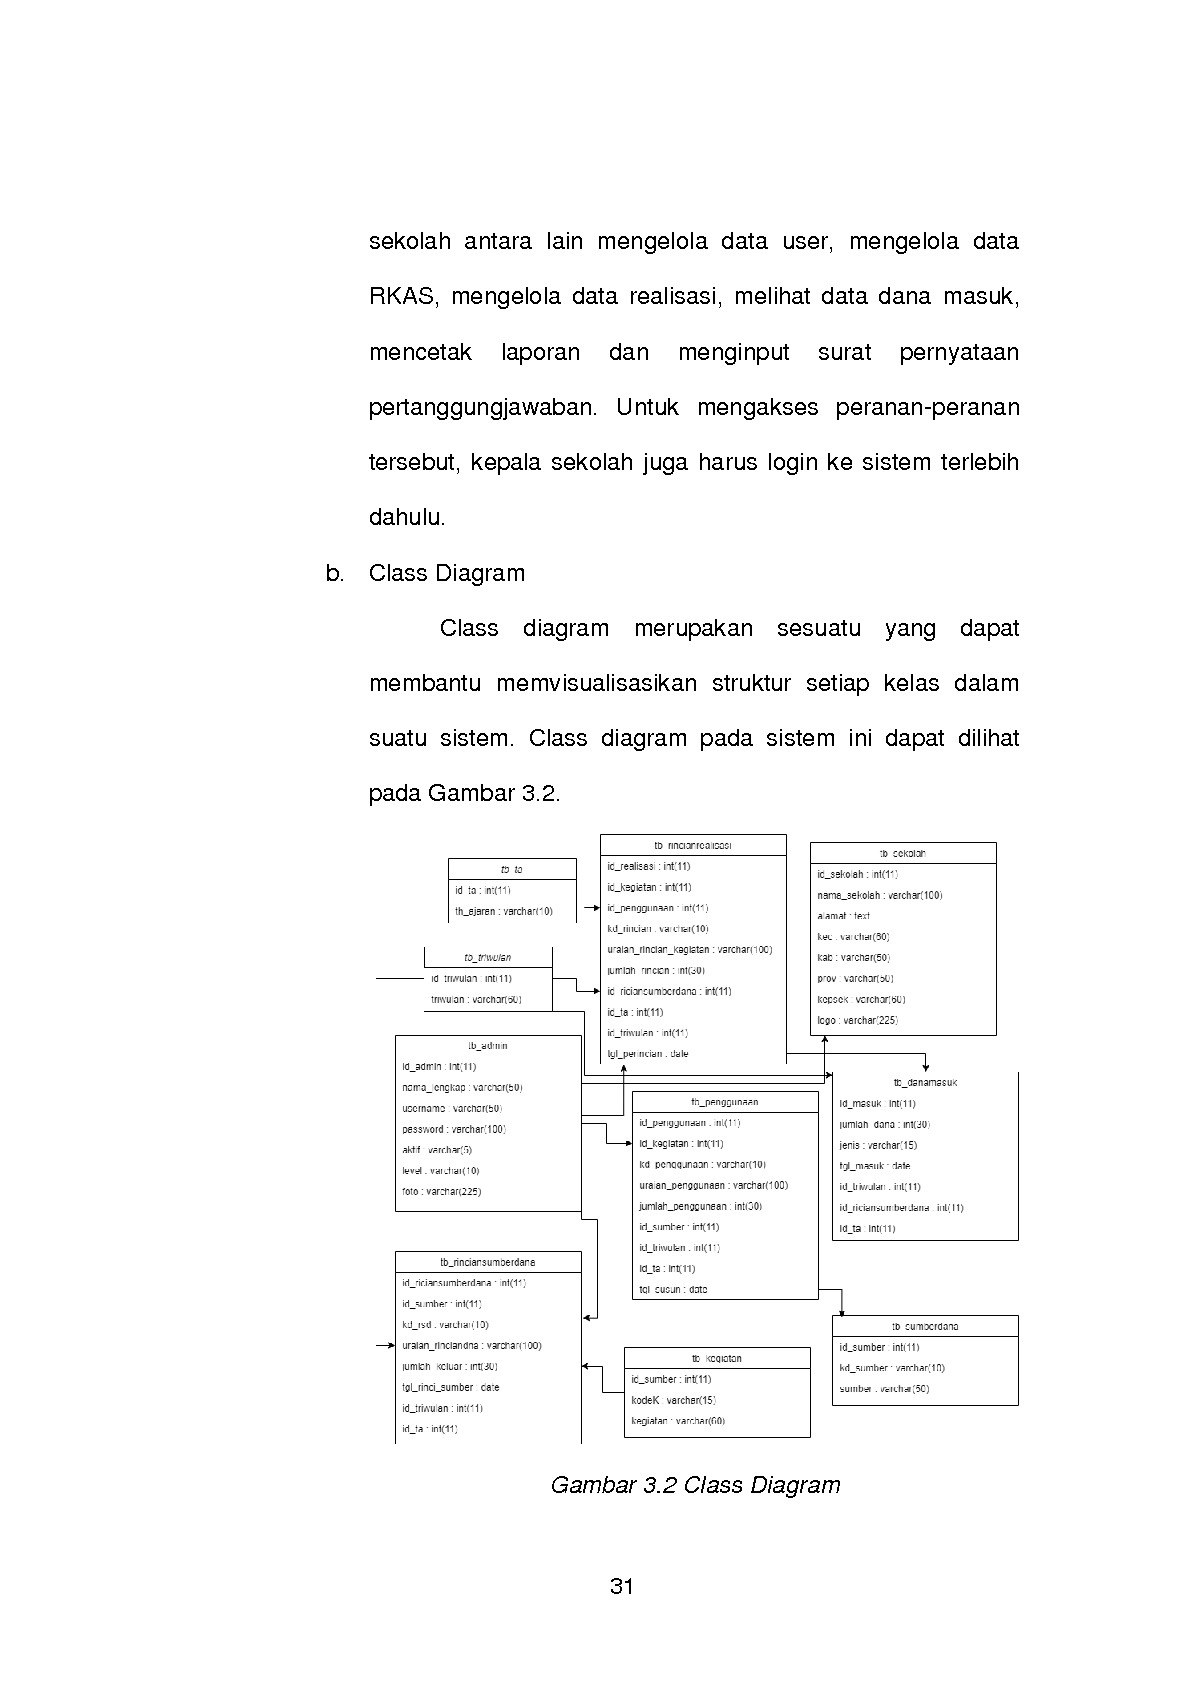 sekolah antara lain mengelola data user, mengelola data
RKAS, mengelola data realisasi, melihat data dana masuk,
mencetak laporan dan menginput surat pernyataan
pertanggungjawaban. Untuk mengakses peranan-peranan
tersebut, kepala sekolah juga harus login ke sistem terlebih
dahulu.
b. Class Diagram
Class diagram merupakan sesuatu yang dapat
membantu memvisualisasikan struktur setiap kelas dalam
suatu sistem. Class diagram pada sistem ini dapat dilihat
pada Gambar 3.2.
tb_ta
id_ta : int(11)
th_ajaran : varchar(10)
tb_rincianrealisasi
id_realisasi : int(11)
id_kegiatan : int(11)
id_penggunaan : int(11)
kd_rincian : varchar(10)
uraian_rincian_kegiatan : varchar(100)
jumlah_rincian : int(30)
id_riciansumberdana : int(11)
id_ta : int(11)
id_triwulan : int(11)
tgl_perincian : date
tb_sekolah
id_sekolah : int(11)
nama_sekolah : varchar(100)
alamat : text
kec : varchar(60)
kab : varchar(50)
prov : varchar(50)
kepsek : varchar(60)
logo : varchar(225)
tb_triwulan
id_triwulan : int(11)
triwulan : varchar(60)
tb_admin
id_admin : int(11)
nama_lengkap : varchar(50)
username : varchar(50)
password : varchar(100)
aktif : varchar(5)
level : varchar(10)
foto : varchar(225)
tb_penggunaan
id_penggunaan : int(11)
id_kegiatan : int(11)
kd_penggunaan : varchar(10)
uraian_penggunaan : varchar(100)
jumlah_penggunaan : int(30)
id_sumber : int(11)
id_triwulan : int(11)
id_ta : int(11)
tgl_susun : date
tb_danamasuk
id_masuk : int(11)
jumlah_dana : int(30)
jenis : varchar(15)
tgl_masuk : date
id_triwulan : int(11)
id_riciansumberdana : int(11)
id_ta : int(11)
tb_rinciansumberdana
id_riciansumberdana : int(11)
id_sumber : int(11)
kd_rsd : varchar(10)
uraian_rinciandna : varchar(100)
jumlah_keluar : int(30)
tgl_rinci_sumber : date
id_triwulan : int(11)
id_ta : int(11)
tb_kegiatan
id_sumber : int(11)
kodeK : varchar(15)
kegiatan : varchar(60)
tb_sumberdana
id_sumber : int(11)
kd_sumber : varchar(10)
sumber : varchar(50)
Gambar 3.2 Class Diagram
31